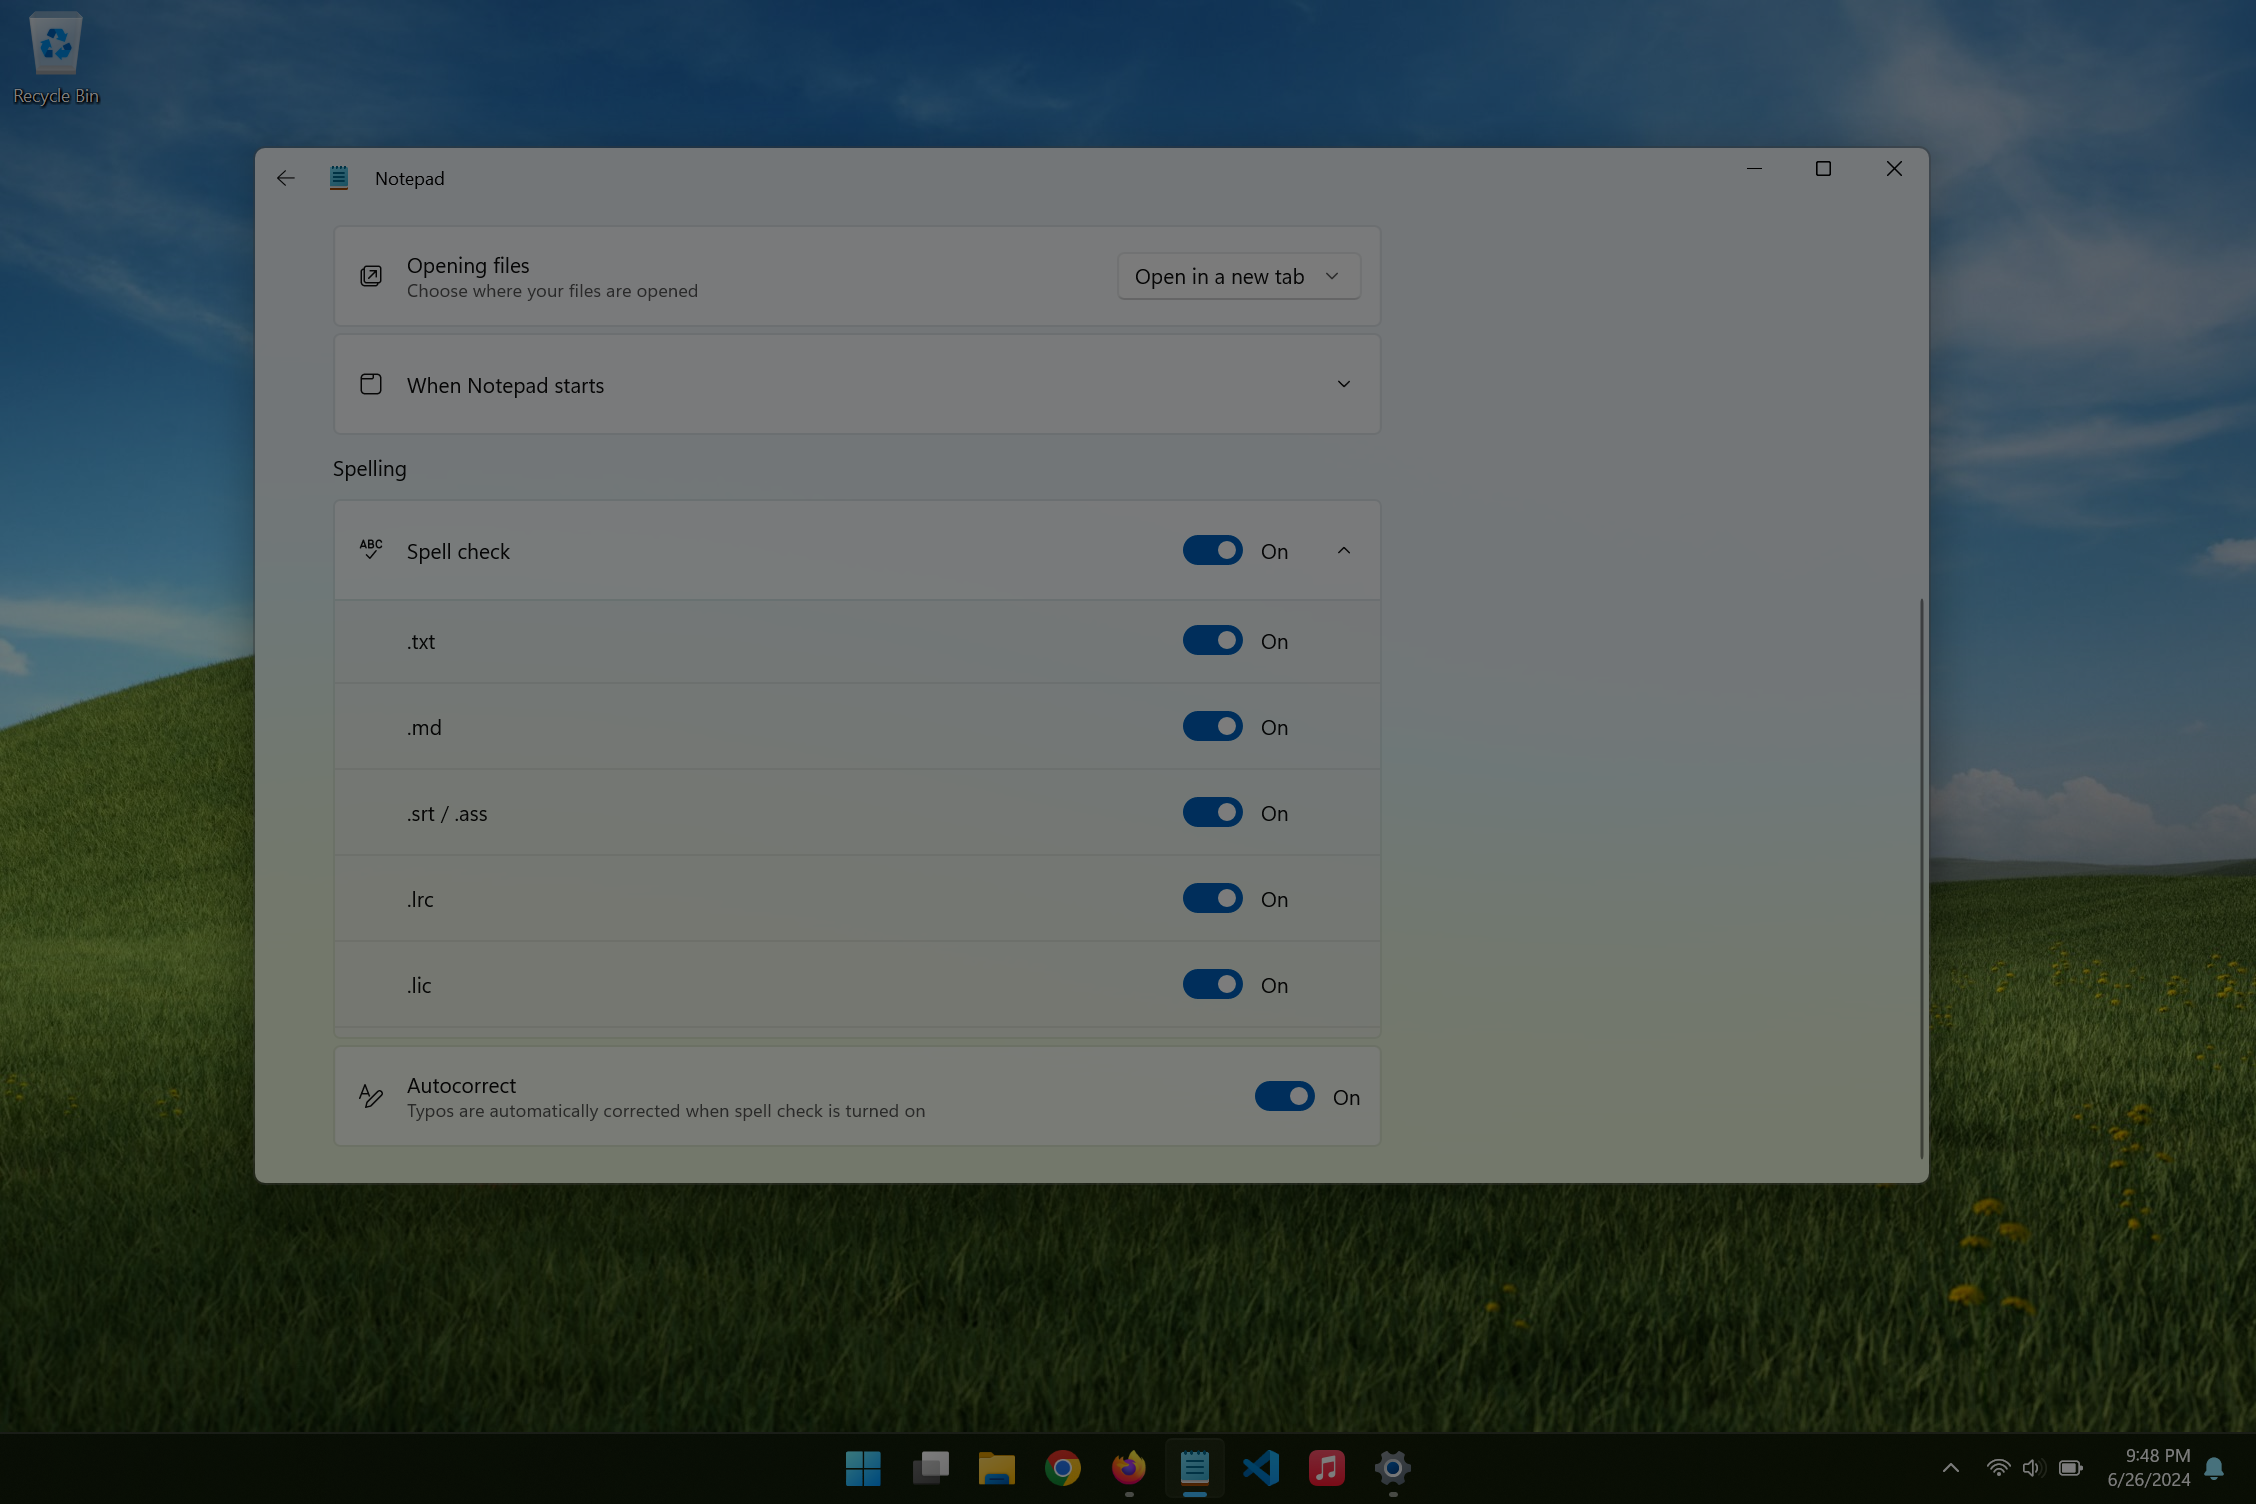 Recycle Bin
Notepad
Opening files
Choose where your files are opened
Open in a new tab
When Notepad starts
Spelling
ABC
Spell check
On
.txt
On
.md
On
.srt / .ass
On
.lrc
On
.lic
On
Autocorrect
Typos are automatically corrected when spell check is turned on
On
9:48 PM
6/26/2024